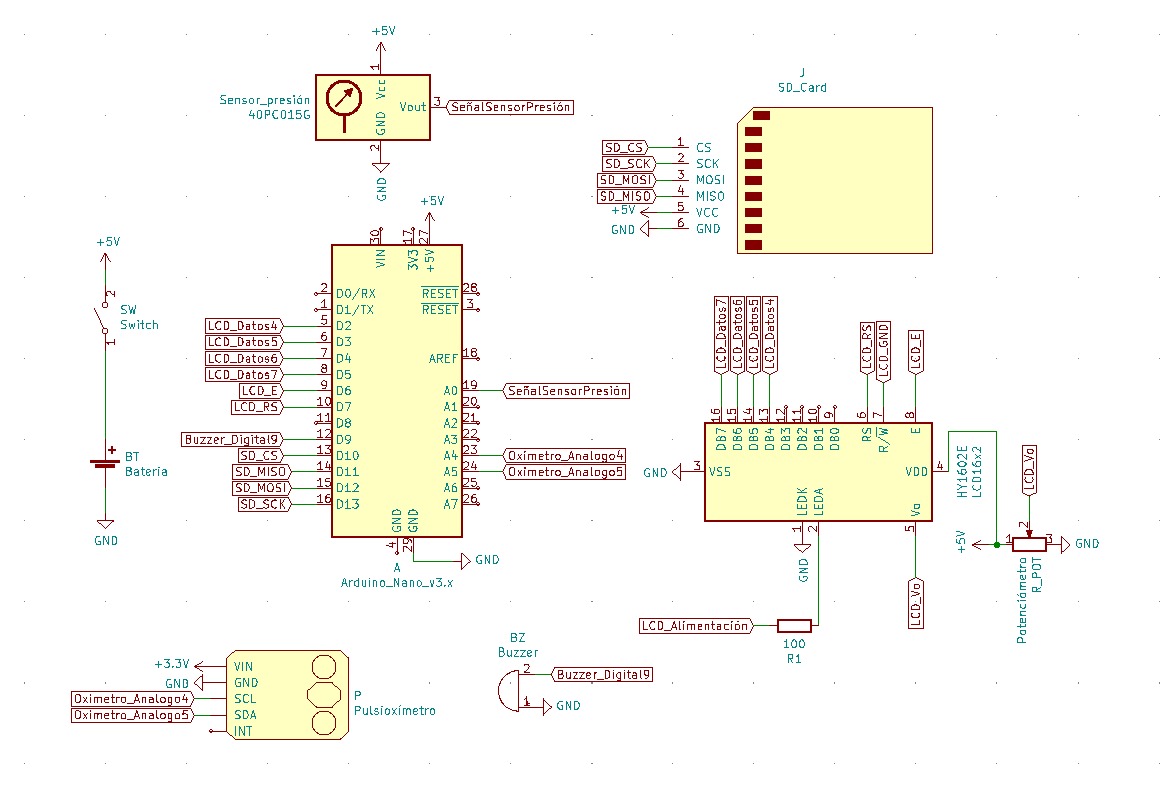 +5V
1
Vcc
Sensor_presión
40PC015G
Vout
3
SeñalSensorPresión
GND
2
GND
J
SD_Card
SD_CS 1 CS
SD_SCK 2 SCK
SD_MOSI 3 MOSI
SD_MISO 4 MISO
+5V 5 VCC
GND 6 GND
+5V
2
SW
Switch
1
BT
Bateria
GND
+5V
30 17 27
VIN 3V3 +5V
2 D0/RX
1 D1/TX
LCD_Datos4 5 D2
LCD_Datos5 6 D3
LCD_Datos6 7 D4
LCD_Datos7 8 D5
LCD_E 9 D6
LCD_RS 10 D7
11 D8
Buzzer_Digital9 12 D9
SD_CS 13 D10
SD_MISO 14 D11
SD_MOSI 15 D12
SD_SCK 16 D13
RESET 28
RESET 3
AREF 18
A0 19 SeñalSensorPresión
A1 20
A2 21
A3 22
A4 23 Oximetro_Analogo4
A5 24 Oximetro_Analogo5
A6 25
A7 26
GND GND
4 29
GND
A
Arduino_Nano_v3.x
LCD_Datos7
LCD_Datos6
LCD_Datos5
LCD_Datos4
LCD_RS
LCD_GND
LCD_E
16 15 14 13 12 11 10 9 6 7 8
DB7 DB6 DB5 DB4 DB3 DB2 DB1 DB0 RS R/W E
GND 3 VSS
VDD 4
HY1602E
LCD16x2
LEDK LEDA Vo
1 2 5
GND
LCD_Vo
LCD_Vo
2
+5V 1 3 GND
Potenciómetro
R_POT
LCD_Alimentación
100
R1
+3.3V VIN
GND GND
Oximetro_Analogo4 SCL
Oximetro_Analogo5 SDA
INT
P
Pulsioxímetro
BZ
Buzzer
2 Buzzer_Digital9
1 GND